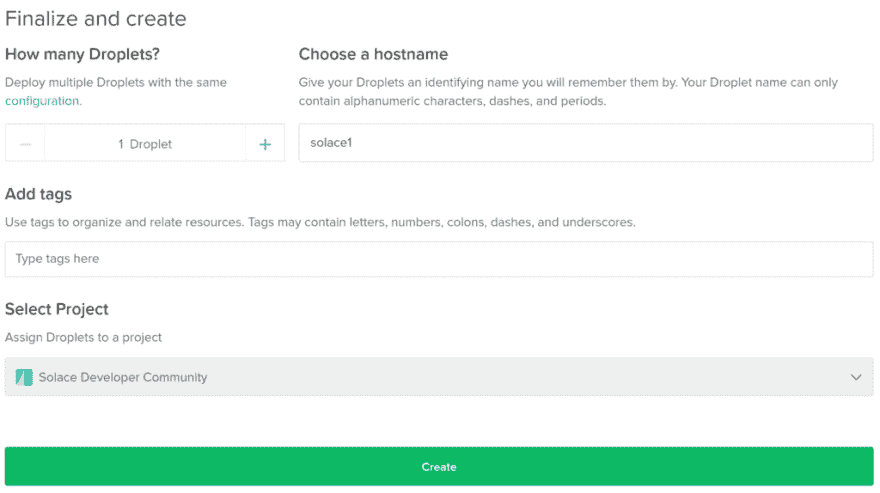 Finalize and create
How many Droplets?
Deploy multiple Droplets with the same
configuration.
1 Droplet
Choose a hostname
Give your Droplets an identifying name you will remember them by. Your Droplet name can only
contain alphanumeric characters, dashes, and periods.
solace1
Add tags
Use tags to organize and relate resources. Tags may contain letters, numbers, colons, dashes, and underscores.
Type tags here
Select Project
Assign Droplets to a project
Solace Developer Community
Create